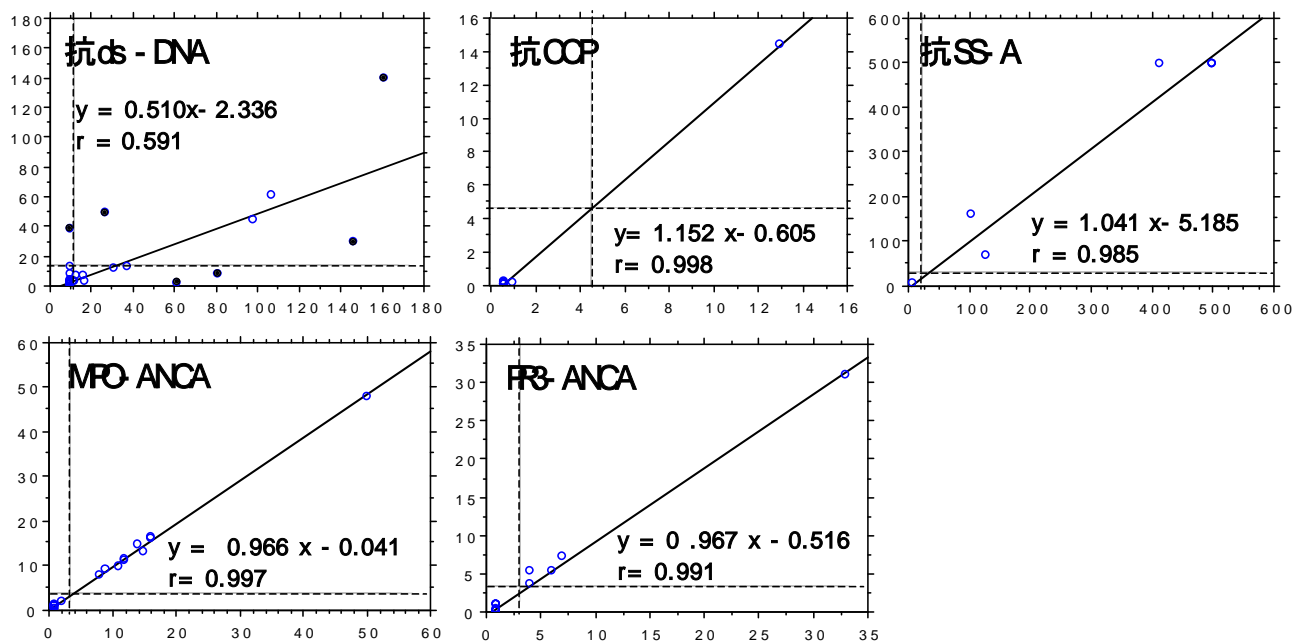 抗ds - DNA
y = 0.510x- 2.336
r = 0.591
180
160
140
120
100
80
60
40
20
0
0 20 40 60 80 100 120 140 160 180
抗CCP
y= 1.152 x- 0.605
r= 0.998
16
14
12
10
8
6
4
2
0
0 2 4 6 8 10 12 14 16
抗SS- A
y = 1.041 x- 5.185
r = 0.985
600
500
400
300
200
100
0
0 100 200 300 400 500 600
MPO- ANCA
y = 0.966 x - 0.041
r= 0.997
60
50
40
30
20
10
0
0 10 20 30 40 50 60
PR3- ANCA
y = 0 .967 x - 0.516
r= 0.991
35
30
25
20
15
10
5
0
0 5 10 15 20 25 30 35